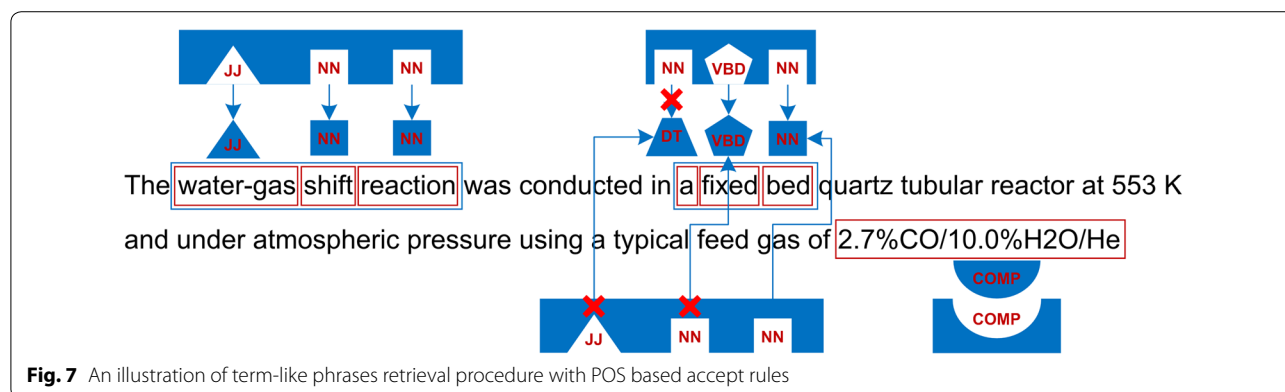 JJ NN NN NN VBD NN
JJ NN NN DT VBD NN
The water-gas shift reaction was conducted in a fixed bed quartz tubular reactor at 553 K
and under atmospheric pressure using a typical feed gas of 2.7%CO/10.0%H2O/He
COMP
COMP
JJ NN NN
Fig. 7 An illustration of term-like phrases retrieval procedure with POS based accept rules